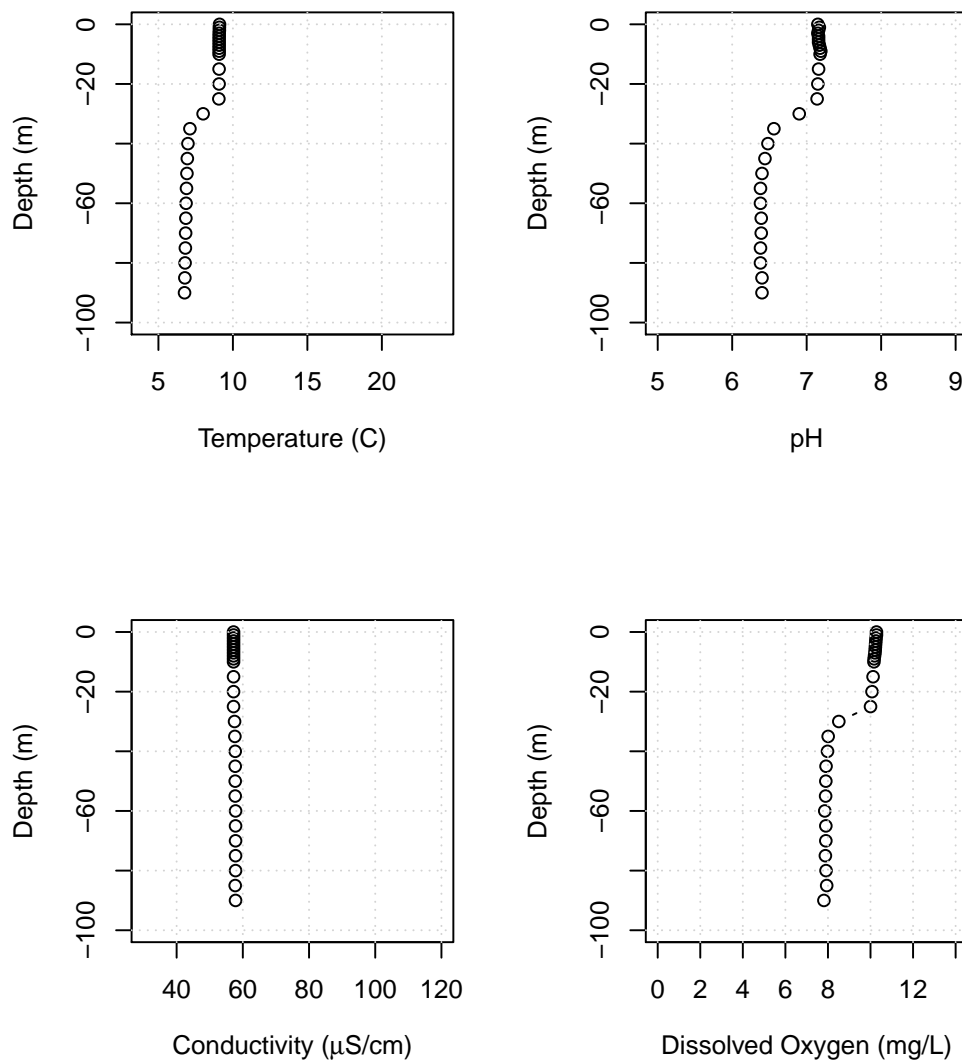 0
−20
−60
−100
Depth (m)
5 10 15 20
Temperature (C)
0
−20
−60
−100
Depth (m)
5 6 7 8 9
pH
0
−20
−60
−100
Depth (m)
40 60 80 100 120
Conductivity (µS/cm)
0
−20
−60
−100
Depth (m)
0 2 4 6 8 12
Dissolved Oxygen (mg/L)